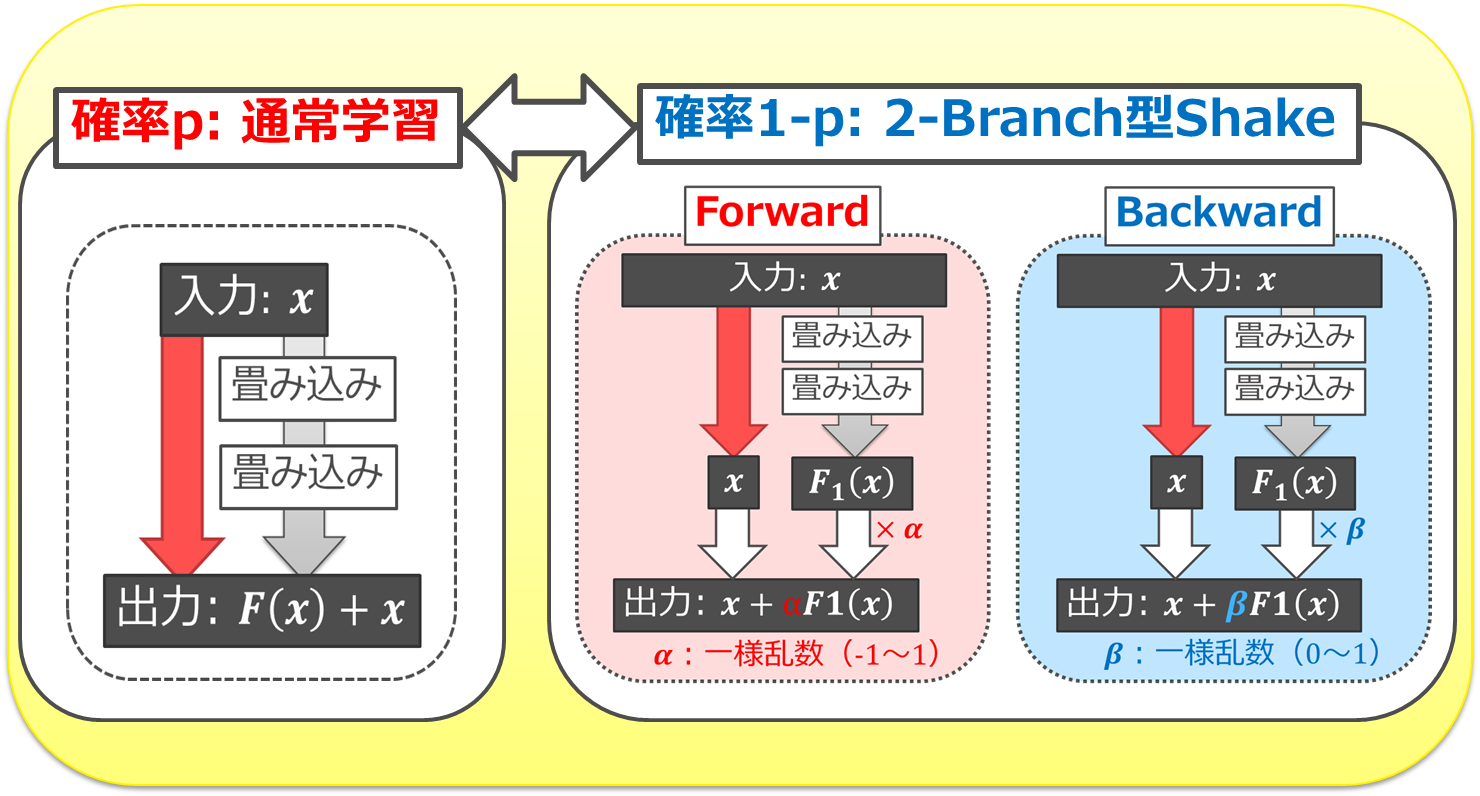 確率p: 通常学習
入力: x
畳み込み
畳み込み
出力: F(x) + x
確率1-p: 2-Branch型Shake
Forward
入力: x
畳み込み
畳み込み
x
F₁(x)
× α
出力: x + αF1(x)
α：一様乱数（-1～1）
Backward
入力: x
畳み込み
畳み込み
x
F₁(x)
× β
出力: x + βF1(x)
β：一様乱数（0～1）